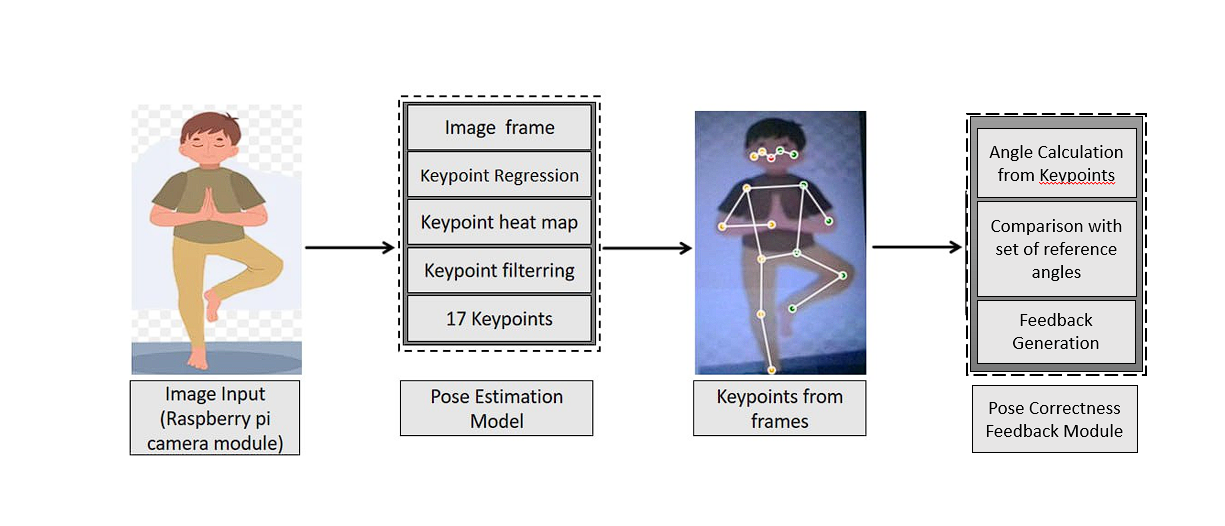 Image frame
Keypoint Regression
Keypoint heat map
Keypoint filterring
17 Keypoints
Angle Calculation
from Keypoints
Comparison with
set of reference
angles
Feedback
Generation
Image Input
(Raspberry pi
camera module)
Pose Estimation
Model
Keypoints from
frames
Pose Correctness
Feedback Module